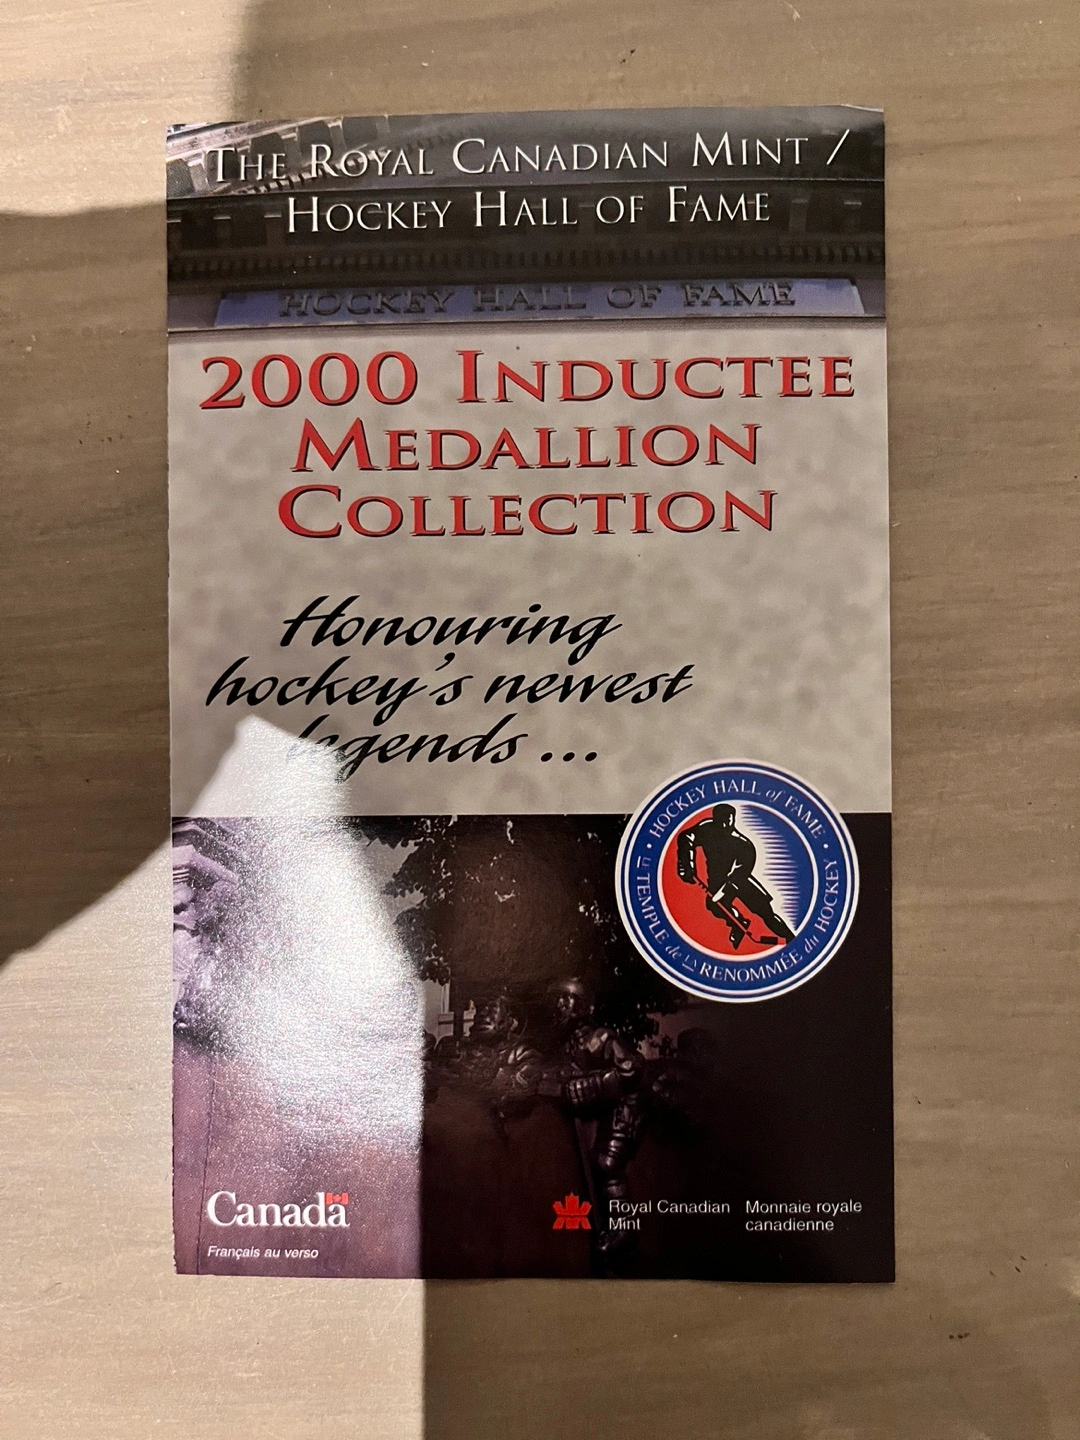 The Royal Canadian Mint /
Hockey Hall of Fame
HOCKEY HALL OF FAME
2000 Inductee
Medallion
Collection
Honouring
hockey's newest
legends ...
HOCKEY HALL of FAME
LE TEMPLE de LA RENOMMÉE du HOCKEY
Canada
Français au verso
Royal Canadian Monnaie royale
Mint canadienne